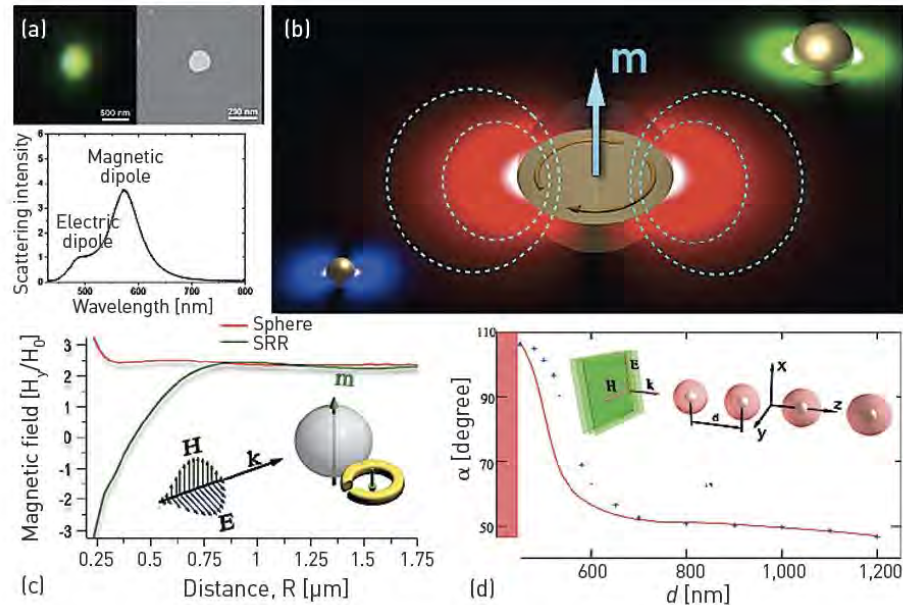 (a)
500 nm
250 nm
Scattering intensity
6
5
4
3
2
1
0
Magnetic
dipole
Electric
dipole
500
600
700
800
Wavelength [nm]
(b)
m
Sphere
SRR
Magnetic field [Hy/H0]
3
2
1
0
-1
-2
-3
m
H
k
E
0.25
0.5
0.75
1
1.25
1.5
1.75
Distance, R [μm]
(c)
α [degree]
110
90
70
50
H
E
k
d
x
y
z
600
800
1,000
1,200
d [nm]
(d)